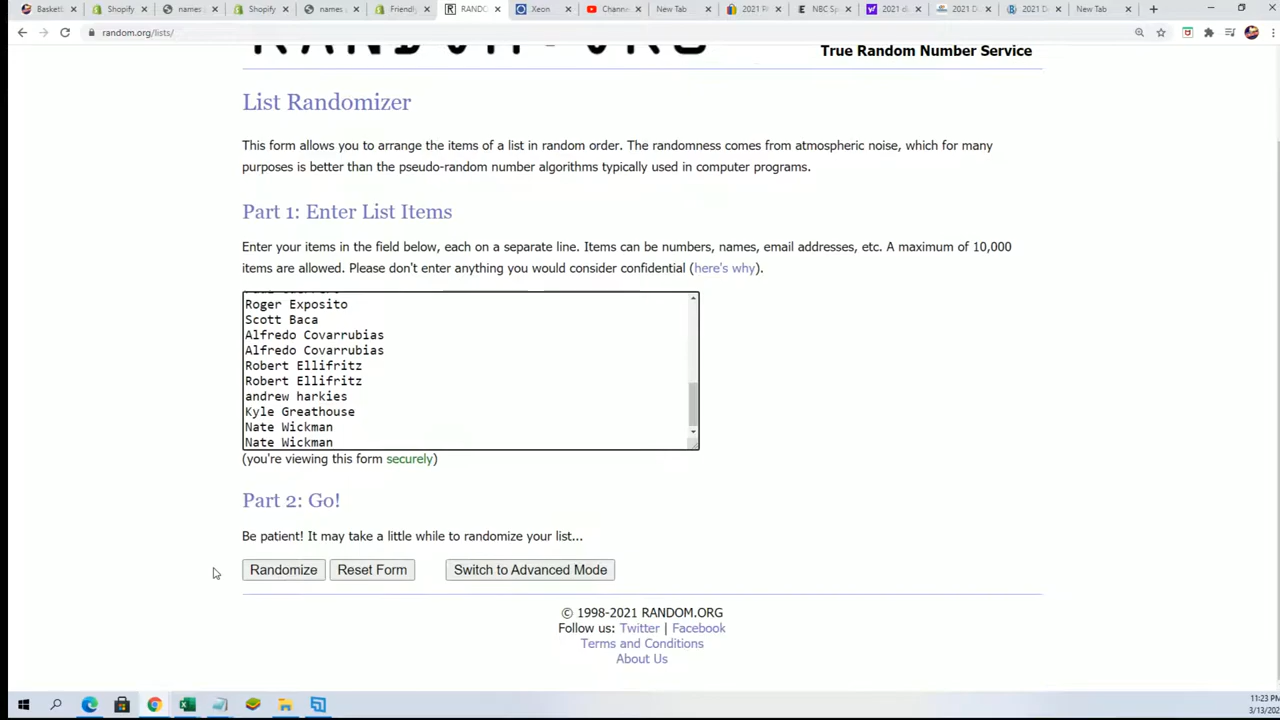 Basketb
Shopify
names
Shopify
names
Friendly
RANDO
Xeon
Channe
New Tab
2021 P
NBC Sp
2021 d
2021 D
2021 D
New Tab
random.org/lists/
RANDOM.ORG
True Random Number Service
List Randomizer
This form allows you to arrange the items of a list in random order. The randomness comes from atmospheric noise, which for many
purposes is better than the pseudo-random number algorithms typically used in computer programs.
Part 1: Enter List Items
Enter your items in the field below, each on a separate line. Items can be numbers, names, email addresses, etc. A maximum of 10,000
items are allowed. Please don't enter anything you would consider confidential (here's why).
Roger Exposito
Scott Baca
Alfredo Covarrubias
Alfredo Covarrubias
Robert Ellifritz
Robert Ellifritz
andrew harkies
Kyle Greathouse
Nate Wickman
Nate Wickman
(you're viewing this form securely)
Part 2: Go!
Be patient! It may take a little while to randomize your list...
Randomize Reset Form Switch to Advanced Mode
© 1998-2021 RANDOM.ORG
Follow us: Twitter | Facebook
Terms and Conditions
About Us
11:23 PM
3/13/202